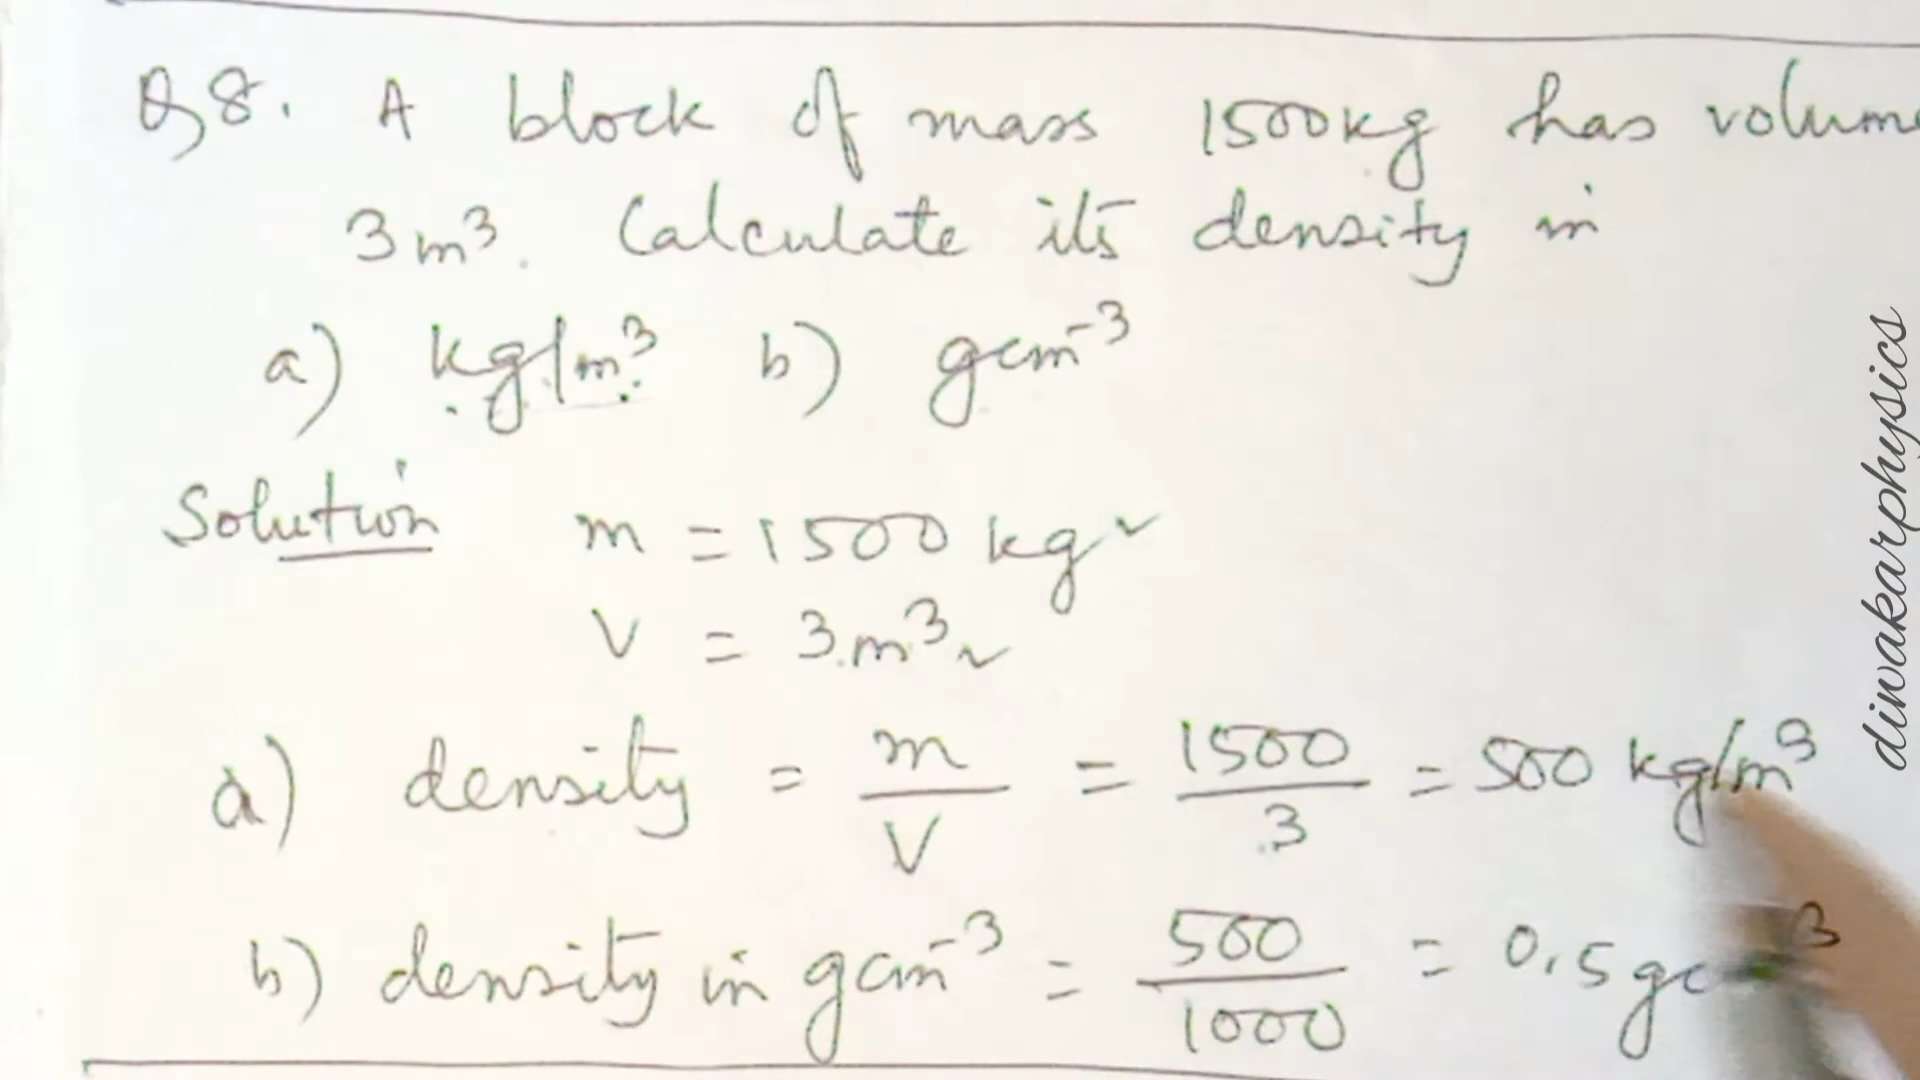 Q8. A block of mass 1500kg has volume
3m³. Calculate its density in
a) kg/m³ b) gcm⁻³
Solution m = 1500 kg
V = 3m³
a) density = m/V = 1500/3 = 500 kg/m³
b) density in gcm⁻³ = 500/1000 = 0.5 gc
diwakarphysics